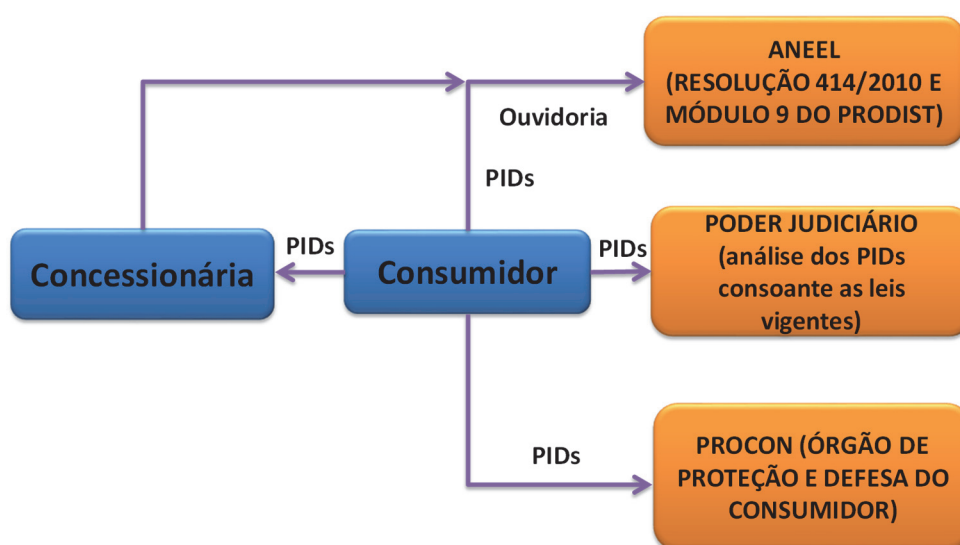 ANEEL
(RESOLUÇÃO 414/2010 E
MÓDULO 9 DO PRODIST)
Ouvidoria
PIDs
Concessionária
PIDs
Consumidor
PIDs
PODER JUDICIÁRIO
(análise dos PIDs
consoante as leis
vigentes)
PIDs
PROCON (ÓRGÃO DE
PROTEÇÃO E DEFESA DO
CONSUMIDOR)